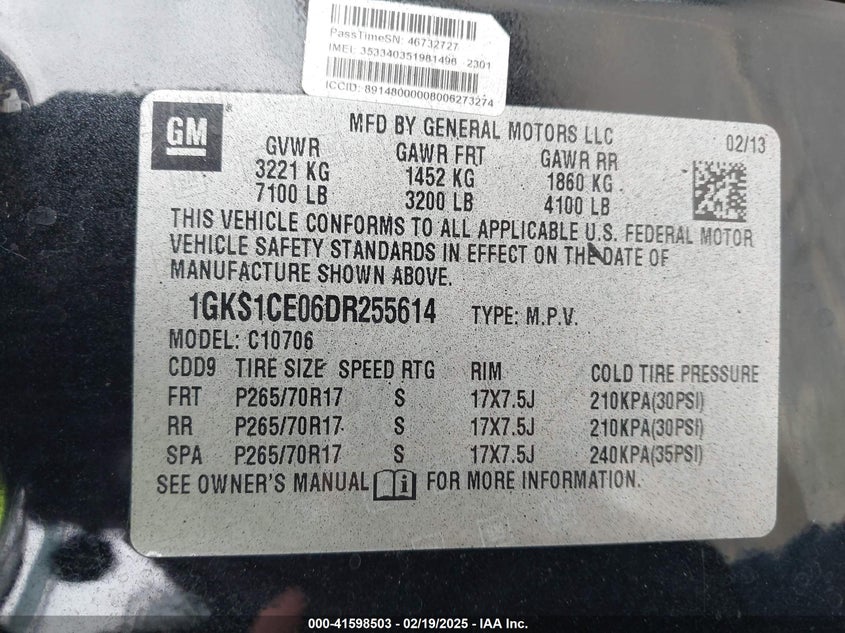 PassTimeSN: 46732727
IMEI: 353340351981496 2301
ICCID: 89148000008006273274
GM ®
MFD BY GENERAL MOTORS LLC 02/13
GVWR GAWR FRT GAWR RR
3221 KG 1452 KG 1860 KG
7100 LB 3200 LB 4100 LB
THIS VEHICLE CONFORMS TO ALL APPLICABLE U.S. FEDERAL MOTOR
VEHICLE SAFETY STANDARDS IN EFFECT ON THE DATE OF
MANUFACTURE SHOWN ABOVE.
1GKS1CE06DR255614 TYPE: M.P.V.
MODEL: C10706
CDD9 TIRE SIZE SPEED RTG RIM COLD TIRE PRESSURE
FRT P265/70R17 S 17X7.5J 210KPA(30PSI)
RR P265/70R17 S 17X7.5J 210KPA(30PSI)
SPA P265/70R17 S 17X7.5J 240KPA(35PSI)
SEE OWNER'S MANUAL i FOR MORE INFORMATION.
000-41598503 - 02/19/2025 - IAA Inc.